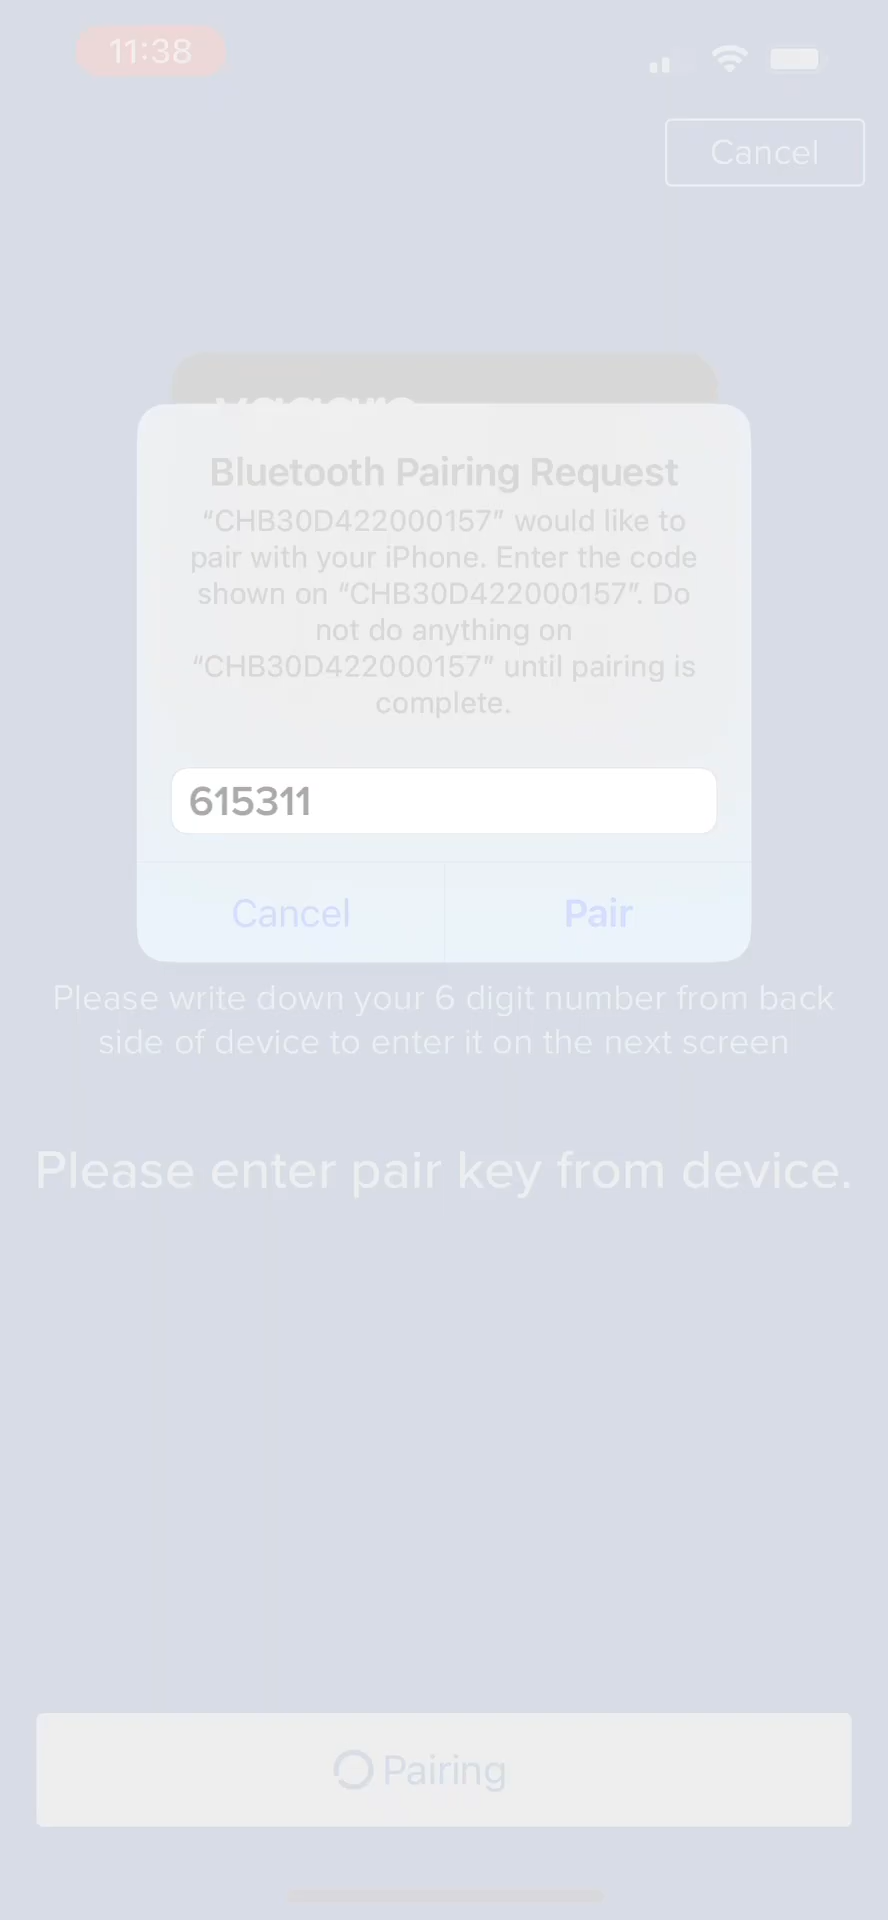 11:38
Cancel
Bluetooth Pairing Request
“CHB30D422000157” would like to
pair with your iPhone. Enter the code
shown on “CHB30D422000157”. Do
not do anything on
“CHB30D422000157” until pairing is
complete.
615311
Cancel
Pair
Please write down your 6 digit number from back
side of device to enter it on the next screen
Please enter pair key from device.
Pairing